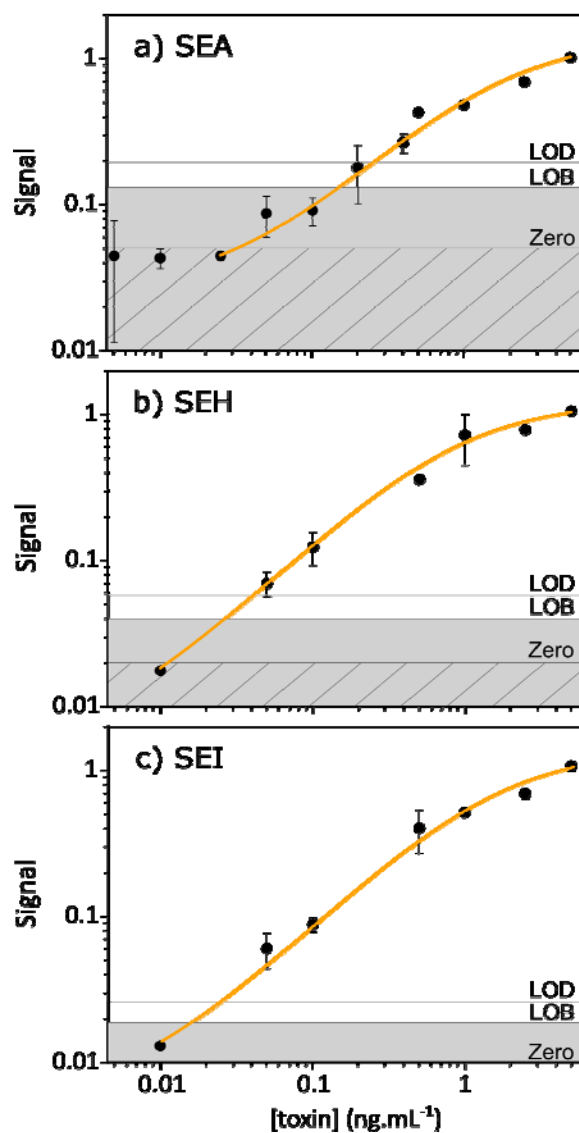 a) SEA
1
LOD
LOB
0.1
Zero
0.01
Signal
b) SEH
1
0.1
LOD
LOB
Zero
0.01
Signal
c) SEI
1
0.1
LOD
LOB
Zero
0.01
Signal
0.01 0.1 1
[toxin] (ng.mL⁻¹)